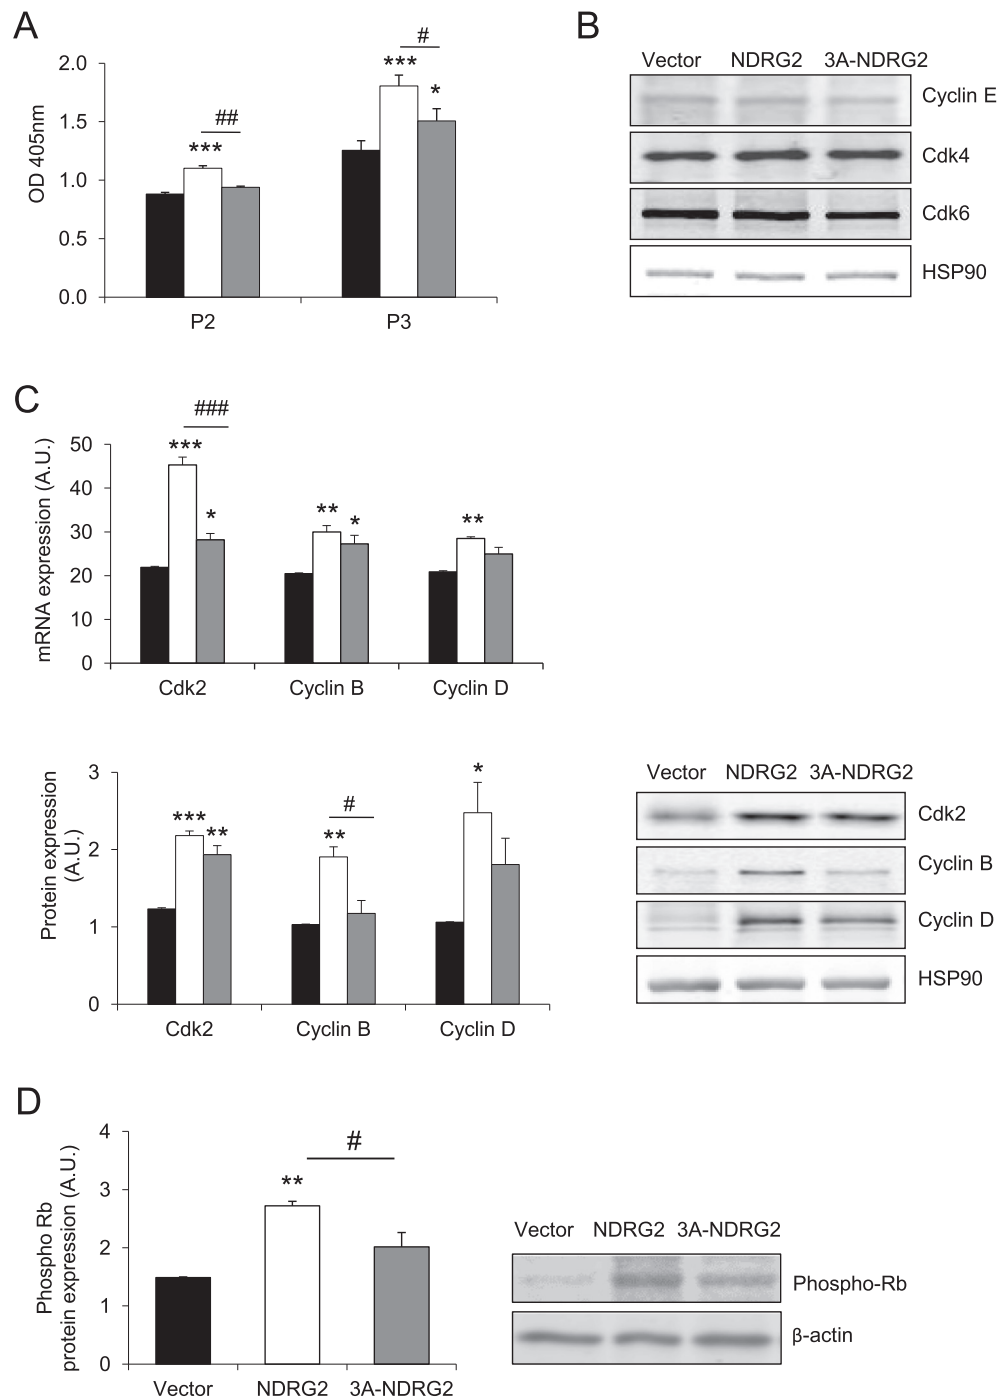 A
OD 405nm
2.0
1.5
1.0
0.5
0.0
***
##
***
#
*
P2
P3
B
Vector NDRG2 3A-NDRG2
Cyclin E
Cdk4
Cdk6
HSP90
C
mRNA expression (A.U.)
50
40
30
20
10
0
###
***
*
**
*
**
Cdk2
Cyclin B
Cyclin D
Protein expression
(A.U.)
3
2
1
0
***
**
#
**
*
Cdk2
Cyclin B
Cyclin D
Vector NDRG2 3A-NDRG2
Cdk2
Cyclin B
Cyclin D
HSP90
D
Phospho Rb
protein expression (A.U.)
4
3
2
1
0
**
#
Vector
NDRG2
3A-NDRG2
Vector NDRG2 3A-NDRG2
Phospho-Rb
β-actin